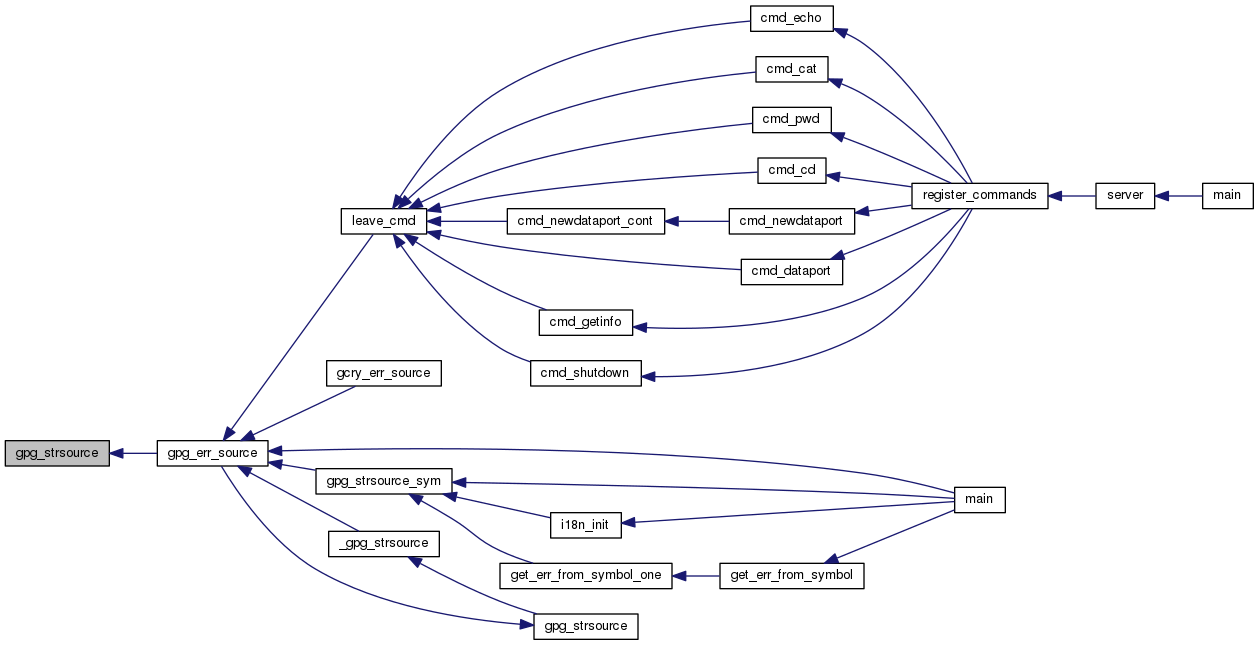 cmd_echo
cmd_cat
cmd_pwd
cmd_cd
register_commands
server
main
leave_cmd
cmd_newdataport_cont
cmd_newdataport
cmd_dataport
cmd_getinfo
gcry_err_source
cmd_shutdown
gpg_strsource
gpg_err_source
gpg_strsource_sym
main
i18n_init
_gpg_strsource
get_err_from_symbol_one
get_err_from_symbol
gpg_strsource